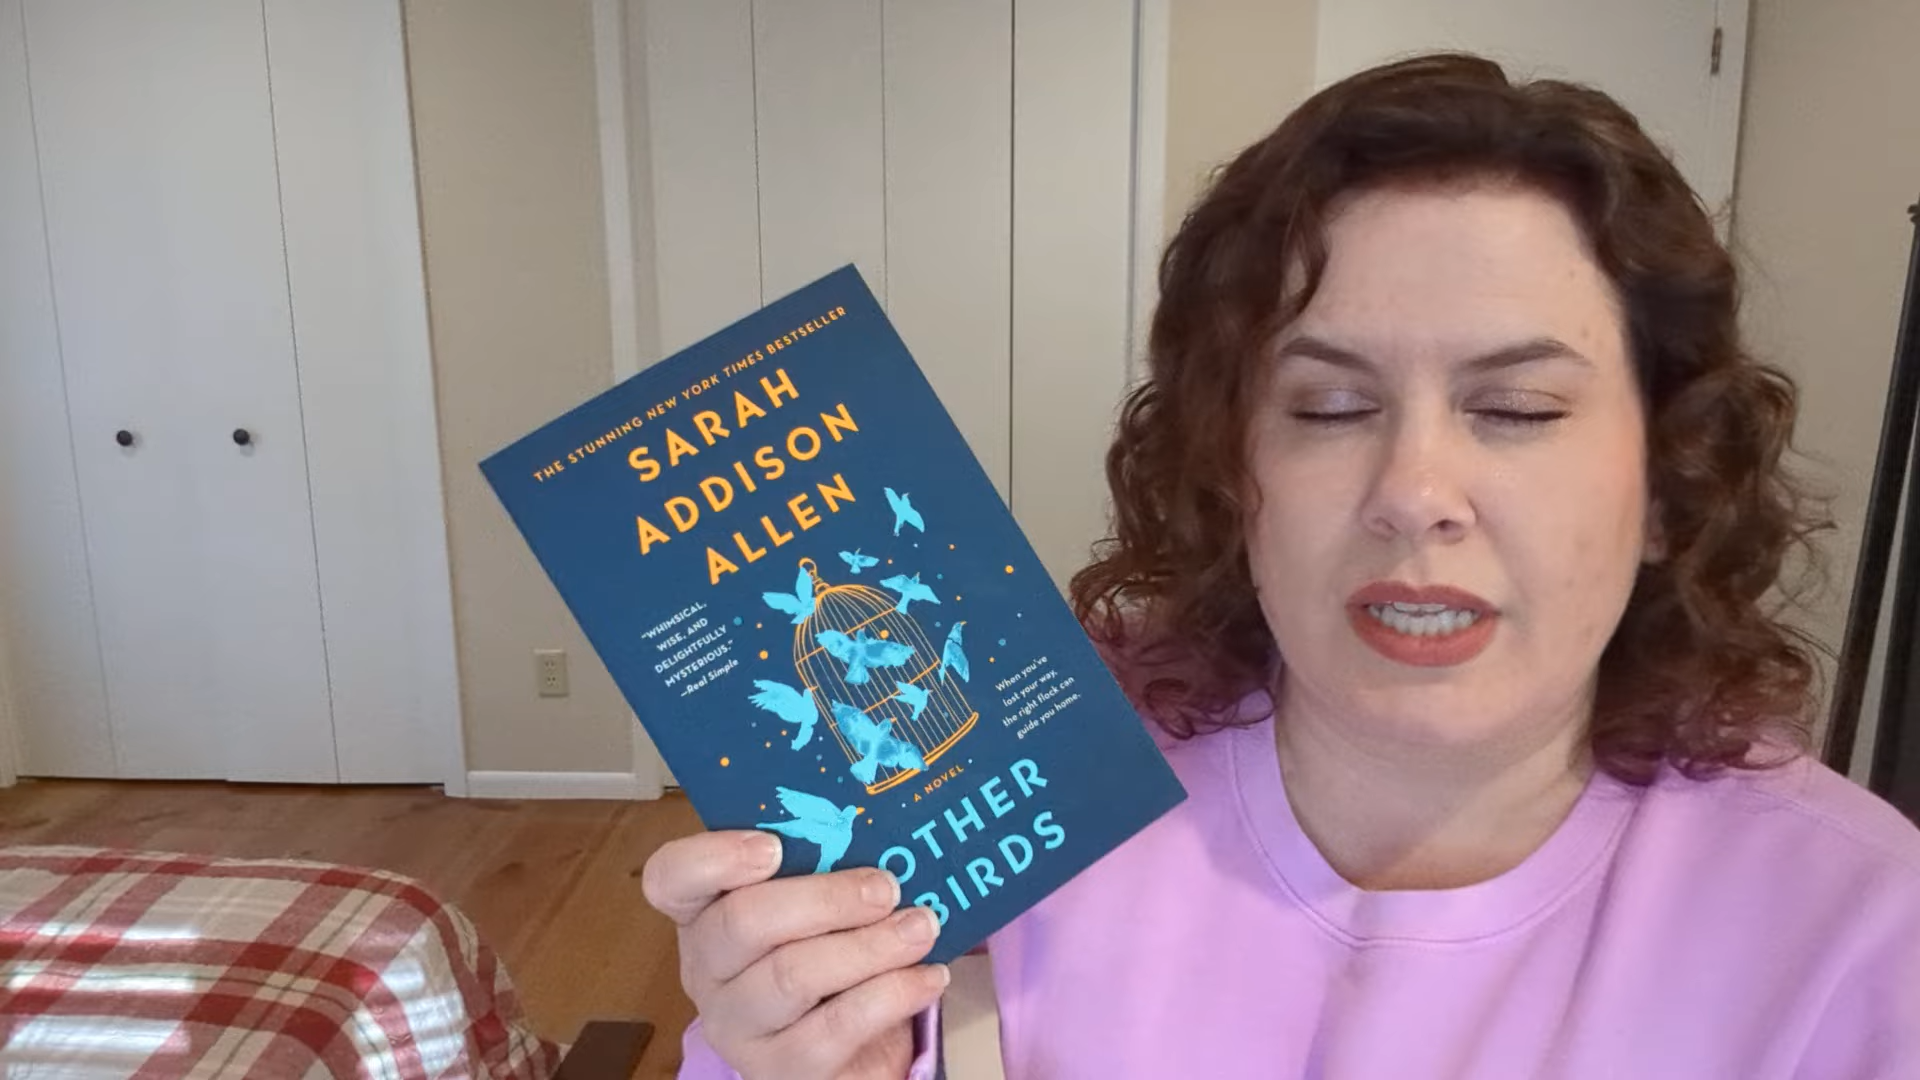 THE STUNNING NEW YORK TIMES BESTSELLER
SARAH
ADDISON
ALLEN
"WHIMSICAL,
WISE, AND
DELIGHTFULLY
MYSTERIOUS."
—Real Simple
When you've
lost your way,
the right flock can
guide you home.
A NOVEL
OTHER
BIRDS